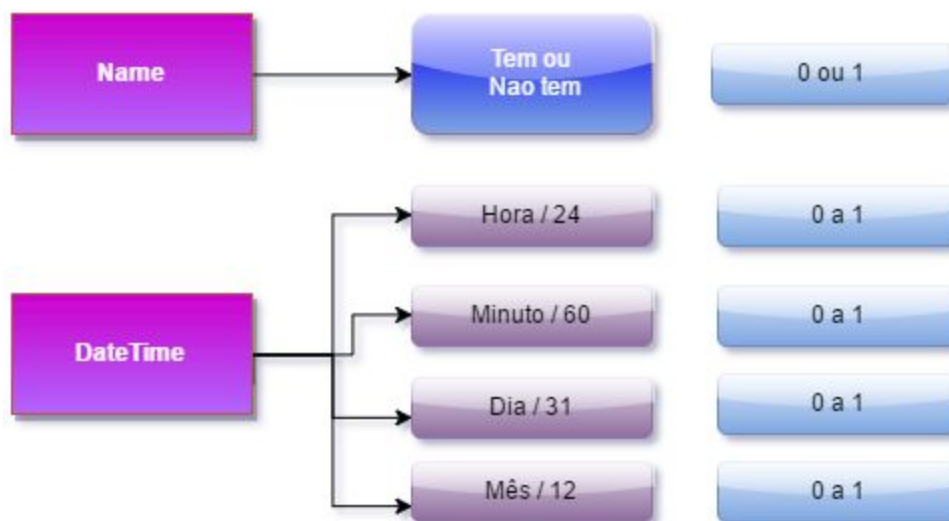 Name
Tem ou
Nao tem
0 ou 1
Hora / 24
0 a 1
Minuto / 60
0 a 1
DateTime
Dia / 31
0 a 1
Mês / 12
0 a 1